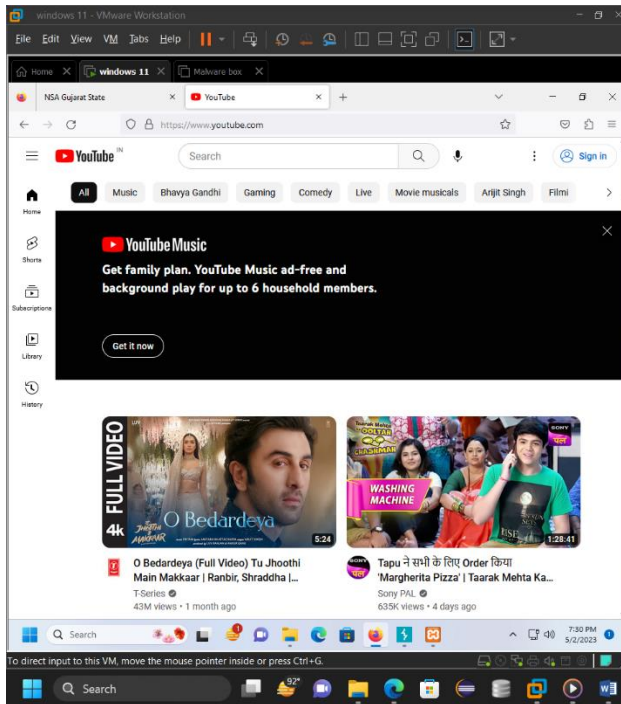 windows 11 - VMware Workstation
File Edit View VM Tabs Help
Home windows 11 Malware box
NSA Gujarat State YouTube
https://www.youtube.com
YouTube IN Search Sign in
All Music Bhavya Gandhi Gaming Comedy Live Movie musicals Arijit Singh Filmi
Home
Shorts
Subscriptions
Library
History
YouTube Music
Get family plan. YouTube Music ad-free and
background play for up to 6 household members.
Get it now
4k FULL VIDEO
O Bedardeya
5:24
O Bedardeya (Full Video) Tu Jhoothi
Main Makkaar | Ranbir, Shraddha |...
T-Series
43M views • 1 month ago
SONY
पल
WASHING
MACHINE
1:28:41
Tapu ने सभी के लिए Order किया
'Margherita Pizza' | Taarak Mehta Ka...
Sony PAL
635K views • 4 days ago
Search
7:30 PM
5/2/2023
To direct input to this VM, move the mouse pointer inside or press Ctrl+G.
Search
92°